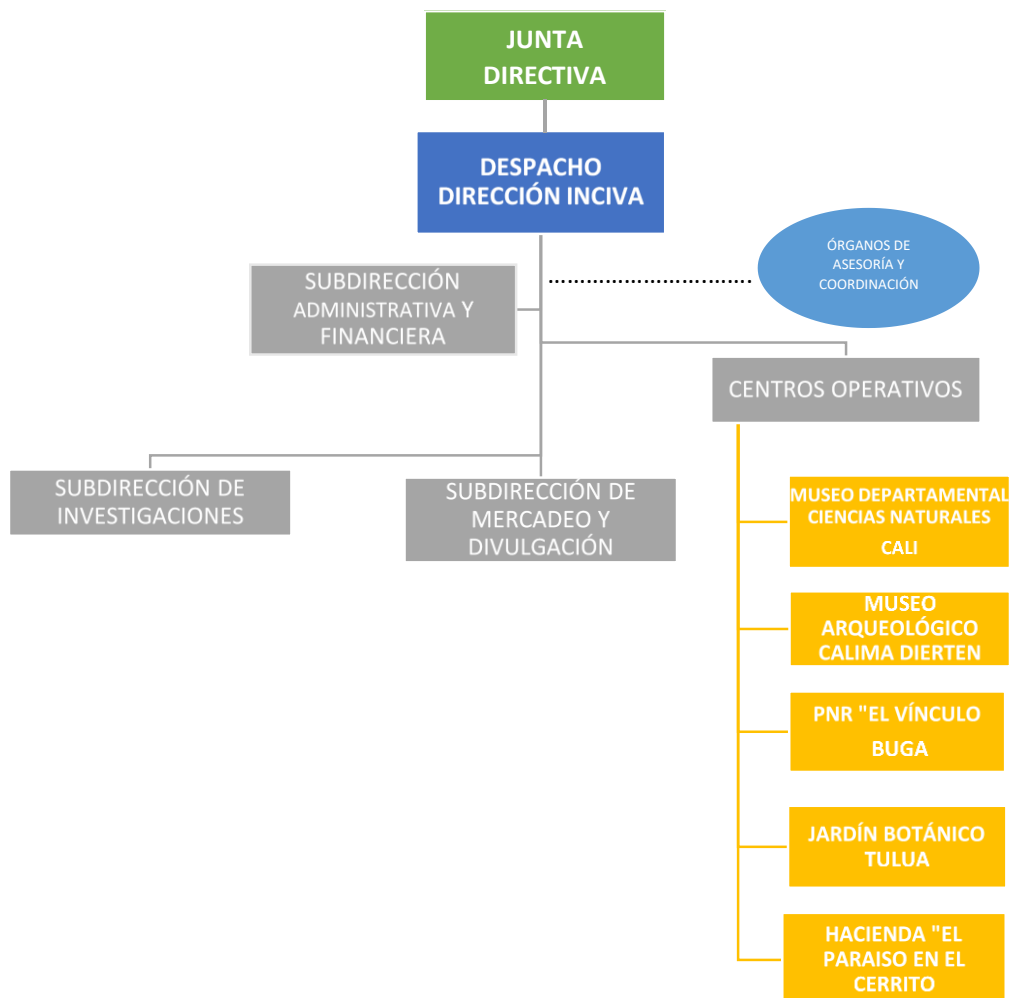 JUNTA
DIRECTIVA
DESPACHO
DIRECCIÓN INCIVA
ÓRGANOS DE
ASESORÍA Y
COORDINACIÓN
SUBDIRECCIÓN
ADMINISTRATIVA Y
FINANCIERA
CENTROS OPERATIVOS
SUBDIRECCIÓN DE
INVESTIGACIONES
SUBDIRECCIÓN DE
MERCADEO Y
DIVULGACIÓN
MUSEO DEPARTAMENTAL
CIENCIAS NATURALES
CALI
MUSEO
ARQUEOLÓGICO
CALIMA DIERTEN
PNR "EL VÍNCULO
BUGA
JARDÍN BOTÁNICO
TULUA
HACIENDA "EL
PARAISO EN EL
CERRITO